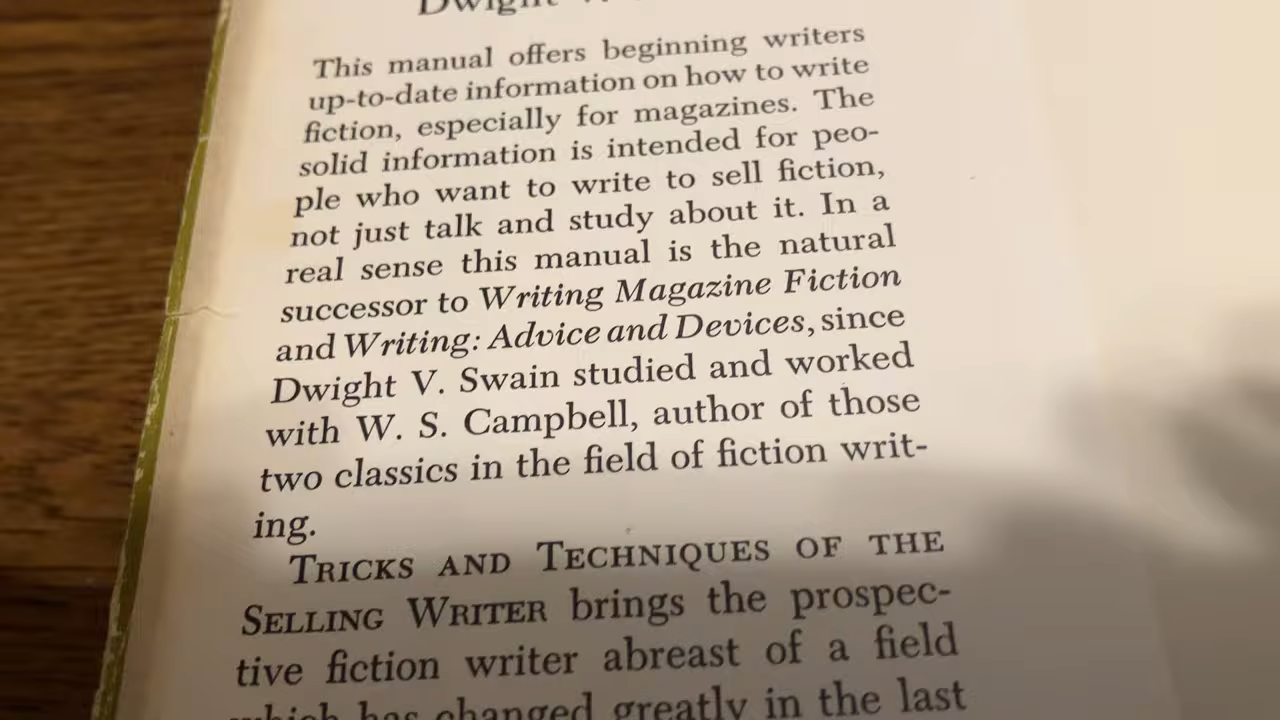 Dwight V.
This manual offers beginning writers
up-to-date information on how to write
fiction, especially for magazines. The
solid information is intended for peo-
ple who want to write to sell fiction,
not just talk and study about it. In a
real sense this manual is the natural
successor to Writing Magazine Fiction
and Writing: Advice and Devices, since
Dwight V. Swain studied and worked
with W. S. Campbell, author of those
two classics in the field of fiction writ-
ing.
TRICKS AND TECHNIQUES OF THE
SELLING WRITER brings the prospec-
tive fiction writer abreast of a field
which has changed greatly in the last